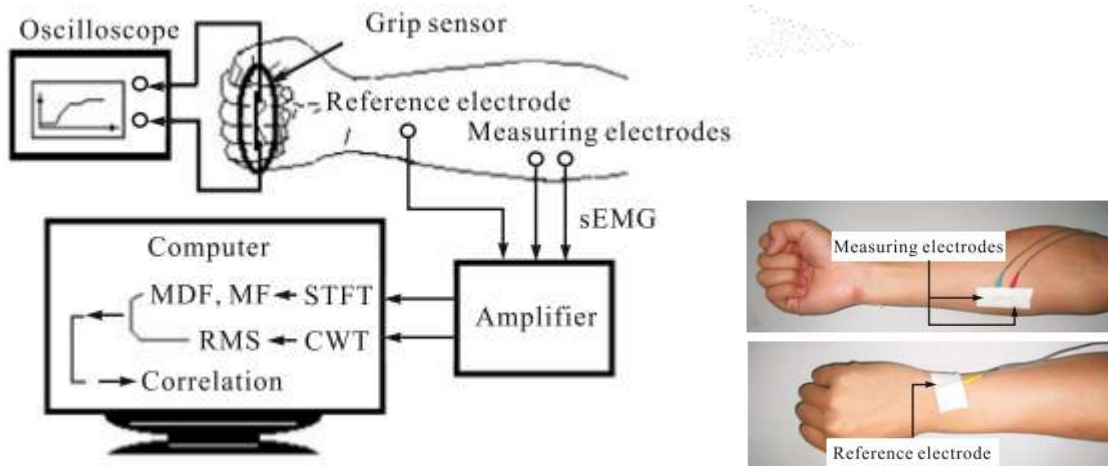 Oscilloscope
Grip sensor
Reference electrode
Measuring electrodes
sEMG
Computer
MDF, MF
STFT
RMS
CWT
Correlation
Amplifier
Measuring electrodes
Reference electrode